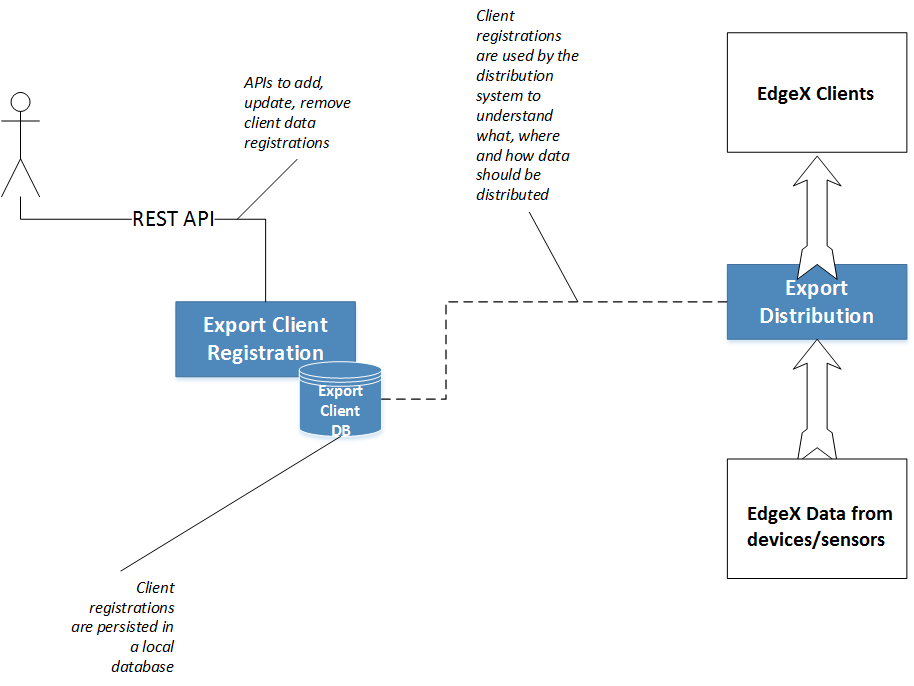 Client
registrations
are used by the
distribution
system to
understand
what, where
and how data
should be
distributed
APIs to add,
update, remove
client data
registrations
EdgeX Clients
REST API
Export
Distribution
Export Client
Registration
Export
Client
DB
EdgeX Data from
devices/sensors
Client
registrations
are persisted in
a local
database